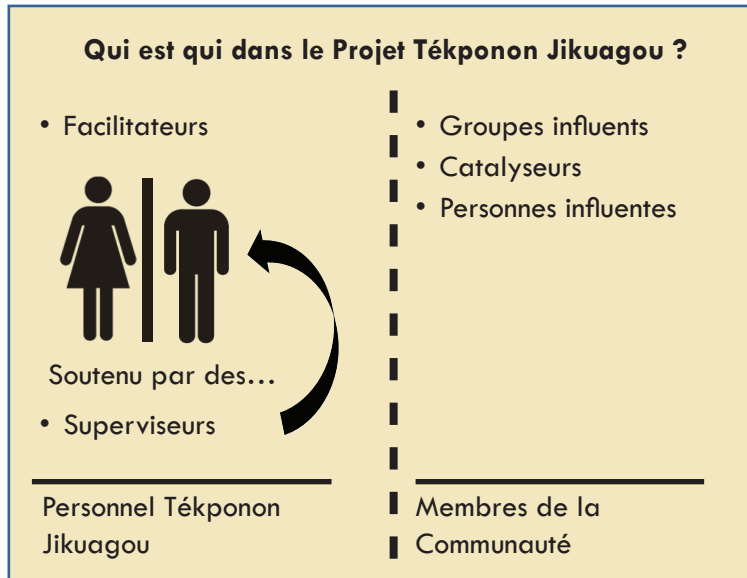 Qui est qui dans le Projet Tékponon Jikuagou ?
• Facilitateurs
Soutenu par des…
• Superviseurs
Personnel Tékponon
Jikuagou
• Groupes influents
• Catalyseurs
• Personnes influentes
Membres de la
Communauté